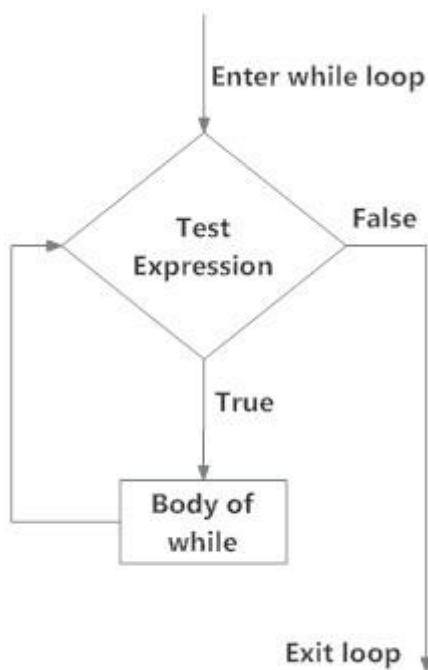 Enter while loop
False
Test
Expression
True
Body of
while
Exit loop